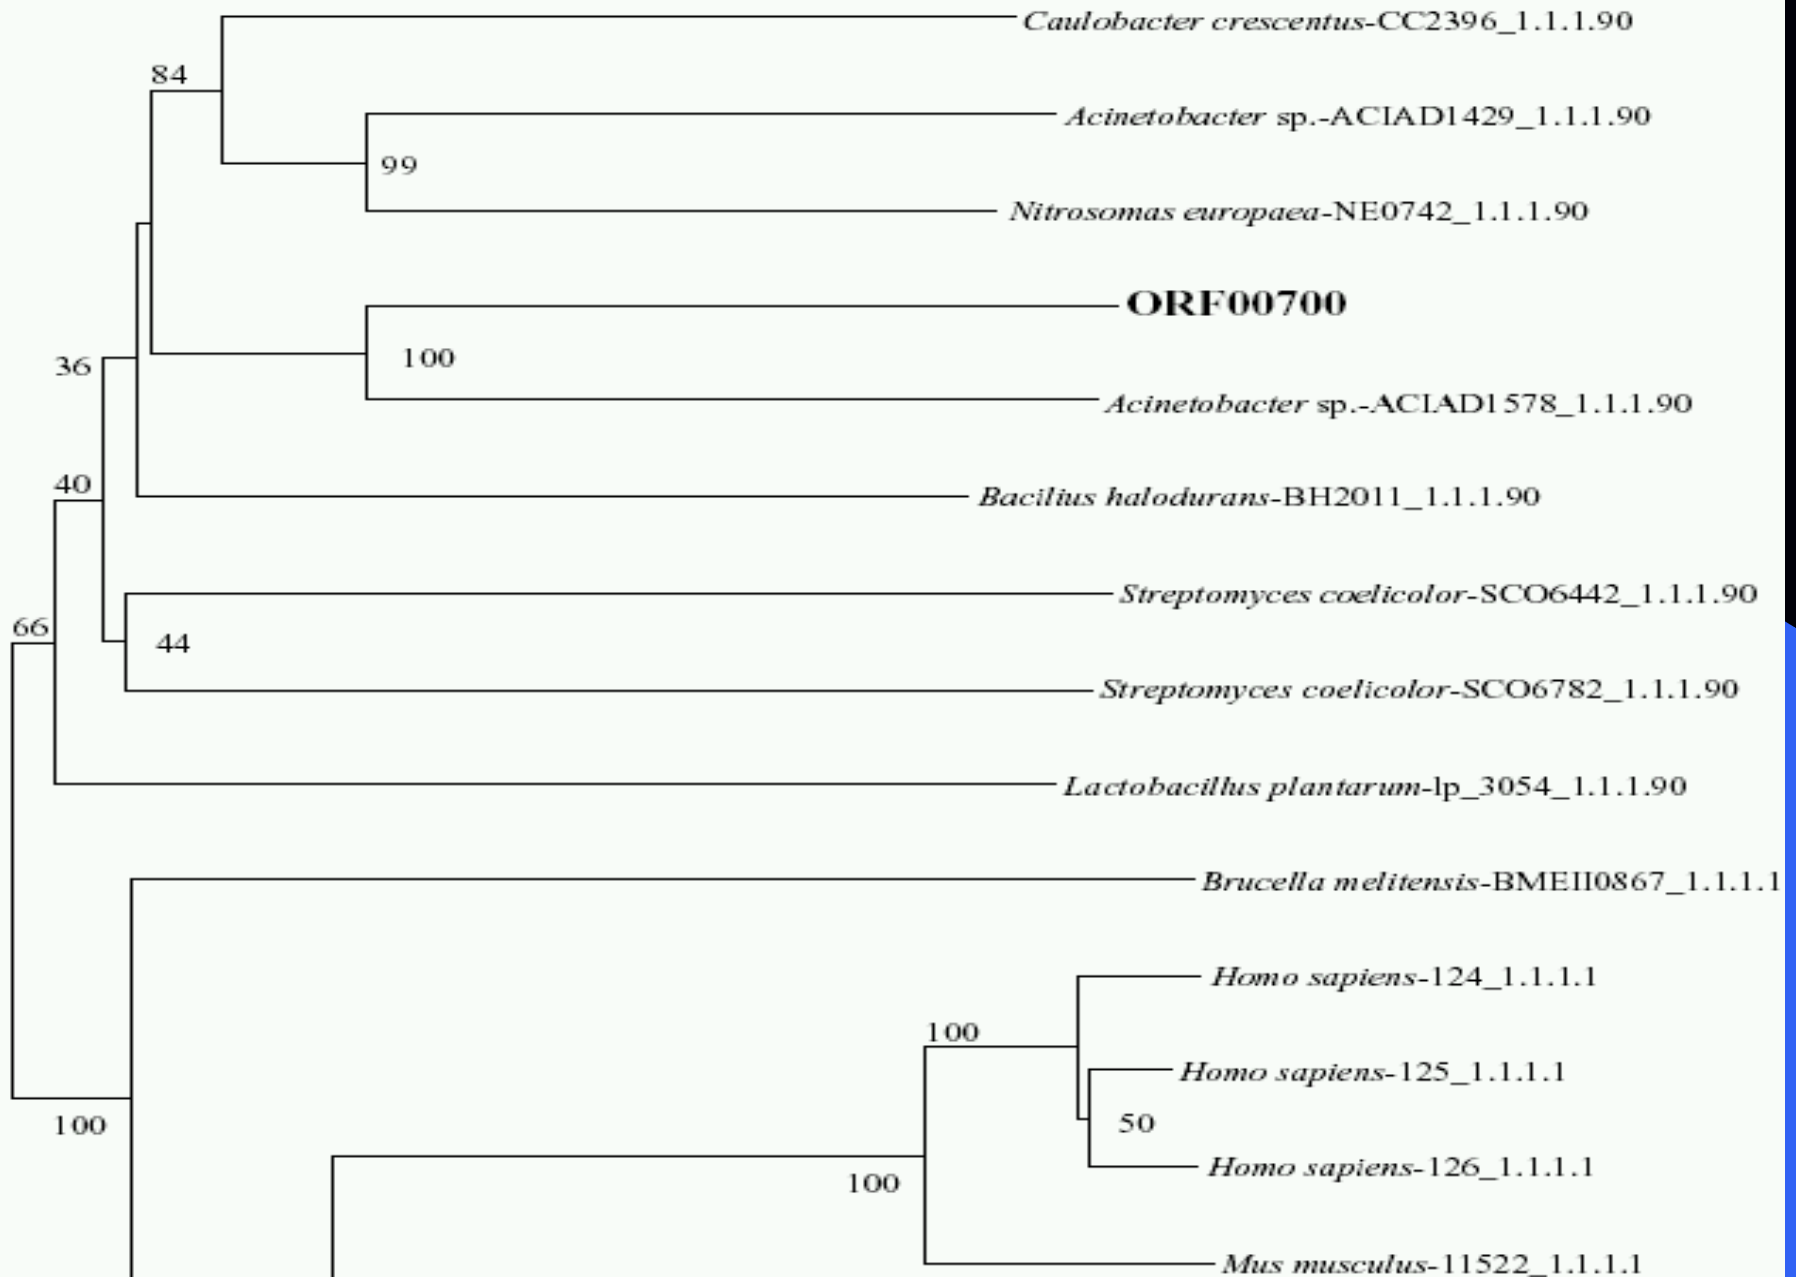 Caulobacter crescentus-CC2396_1.1.1.90
84
Acinetobacter sp.-ACIAD1429_1.1.1.90
99
Nitrosomas europaea-NE0742_1.1.1.90
ORF00700
100
36
Acinetobacter sp.-ACIAD1578_1.1.1.90
40
Bacilius halodurans-BH2011_1.1.1.90
Streptomyces coelicolor-SCO6442_1.1.1.90
66
44
Streptomyces coelicolor-SCO6782_1.1.1.90
Lactobacillus plantarum-lp_3054_1.1.1.90
Brucella melitensis-BMEII0867_1.1.1.1
Homo sapiens-124_1.1.1.1
100
Homo sapiens-125_1.1.1.1
100
50
Homo sapiens-126_1.1.1.1
100
Mus musculus-11522_1.1.1.1